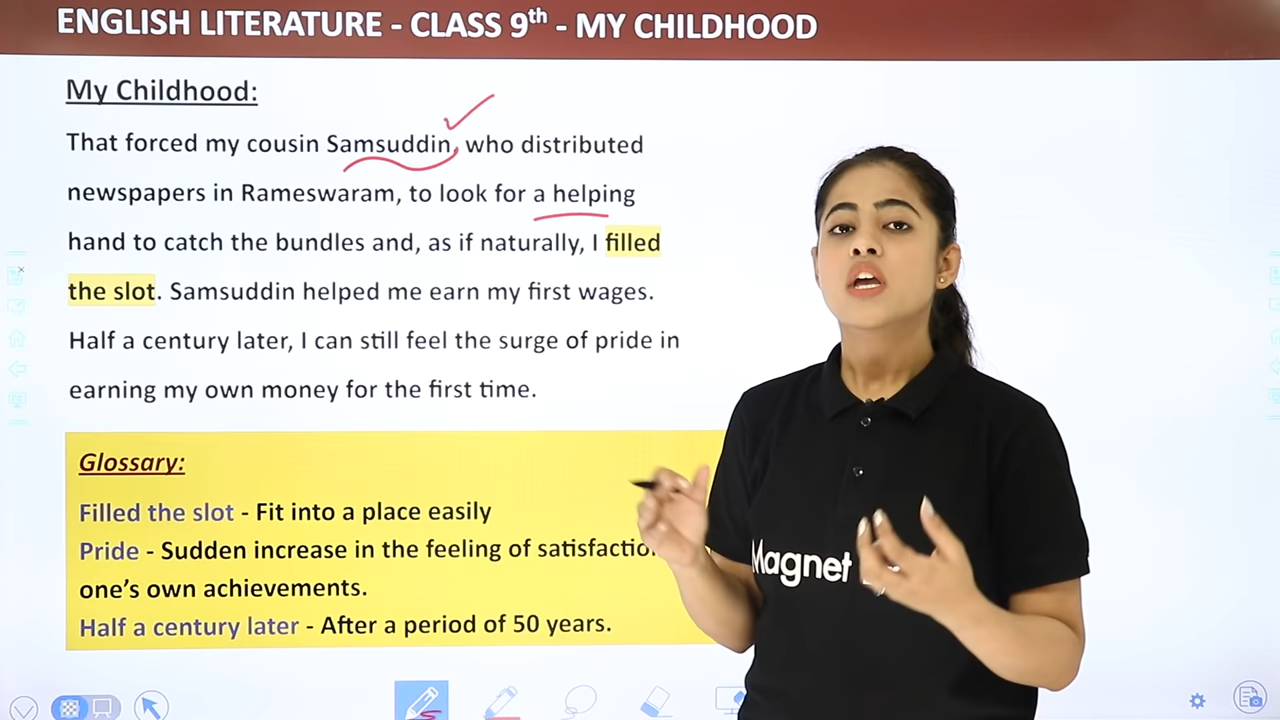 ENGLISH LITERATURE - CLASS 9th - MY CHILDHOOD
My Childhood:
That forced my cousin Samsuddin, who distributed
newspapers in Rameswaram, to look for a helping
hand to catch the bundles and, as if naturally, I filled
the slot. Samsuddin helped me earn my first wages.
Half a century later, I can still feel the surge of pride in
earning my own money for the first time.
Glossary:
Filled the slot - Fit into a place easily
Pride - Sudden increase in the feeling of
one's own achievements.
Half a century later - After a period of 50 years.
Magnet